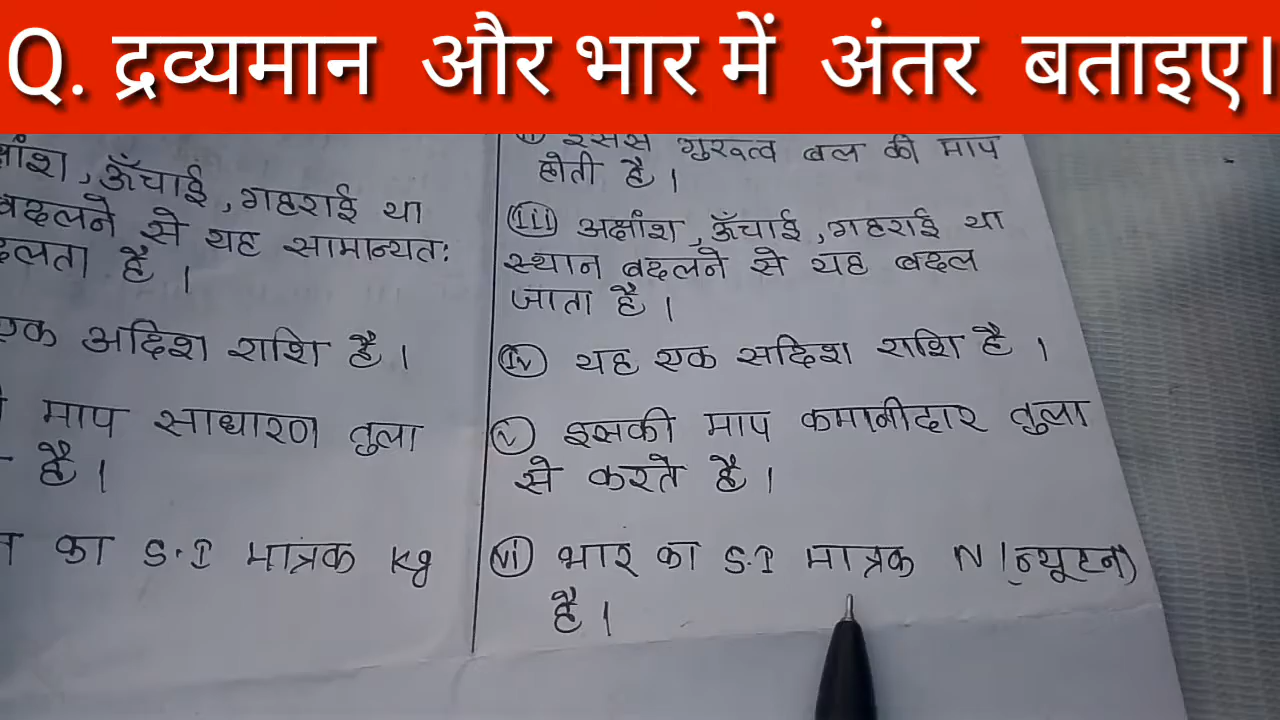 Q. द्रव्यमान और भार में अंतर बताइए।
ऊँचाई, गहराई या
बदलने से यह सामान्यतः
है।
एक अदिश राशि है।
माप साधारण तुला
है।
का S.I मात्रक Kg
इससे गुरुत्व बल की माप
होती है।
(iii) अक्षांश, ऊँचाई, गहराई या
स्थान बदलने से यह बदल
जाता है।
(iv) यह एक सदिश राशि है।
(v) इसकी माप कमानीदार तुला
से करते है।
(vi) भार का S.I मात्रक N (न्यूटन)
है।